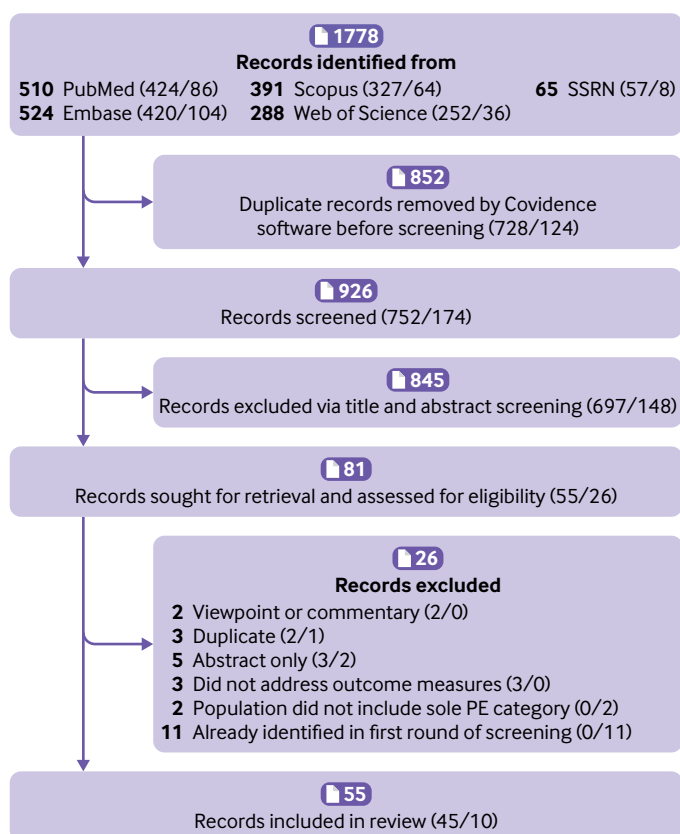 1778
Records identified from
510 PubMed (424/86) 391 Scopus (327/64) 65 SSRN (57/8)
524 Embase (420/104) 288 Web of Science (252/36)
852
Duplicate records removed by Covidence
software before screening (728/124)
926
Records screened (752/174)
845
Records excluded via title and abstract screening (697/148)
81
Records sought for retrieval and assessed for eligibility (55/26)
26
Records excluded
2 Viewpoint or commentary (2/0)
3 Duplicate (2/1)
5 Abstract only (3/2)
3 Did not address outcome measures (3/0)
2 Population did not include sole PE category (0/2)
11 Already identified in first round of screening (0/11)
55
Records included in review (45/10)